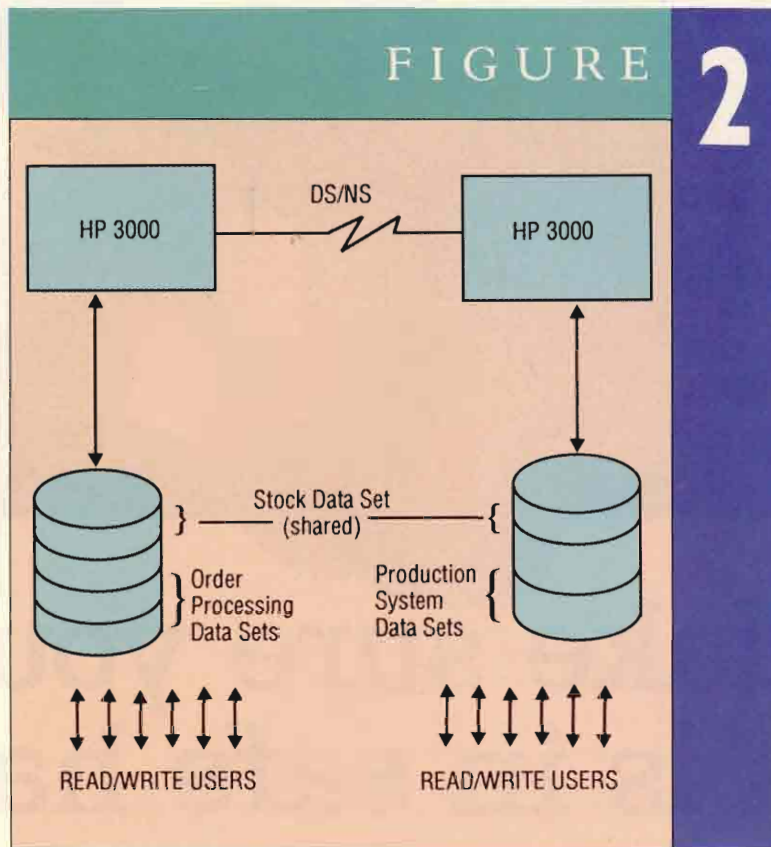 FIGURE 2
HP 3000
DS/NS
HP 3000
Stock Data Set
(shared)
}
{
Order
Processing
Data Sets
}
Production
System
Data Sets
{
READ/WRITE USERS
READ/WRITE USERS